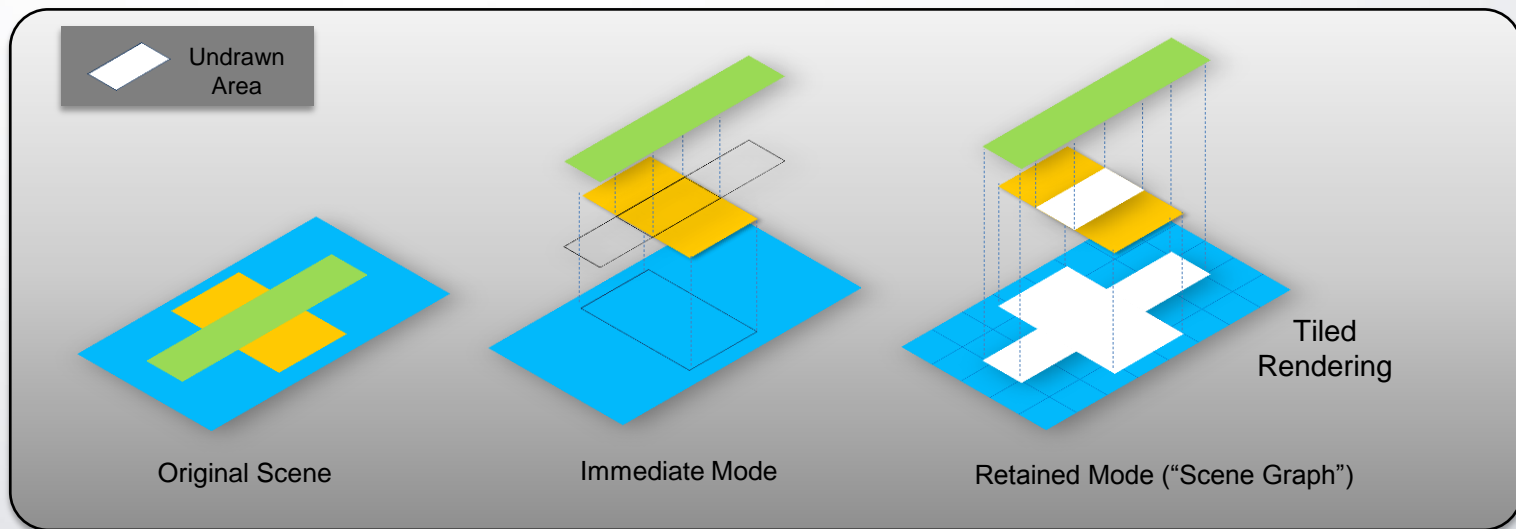 Undrawn
Area
Tiled
Rendering
Original Scene
Immediate Mode
Retained Mode (“Scene Graph”)